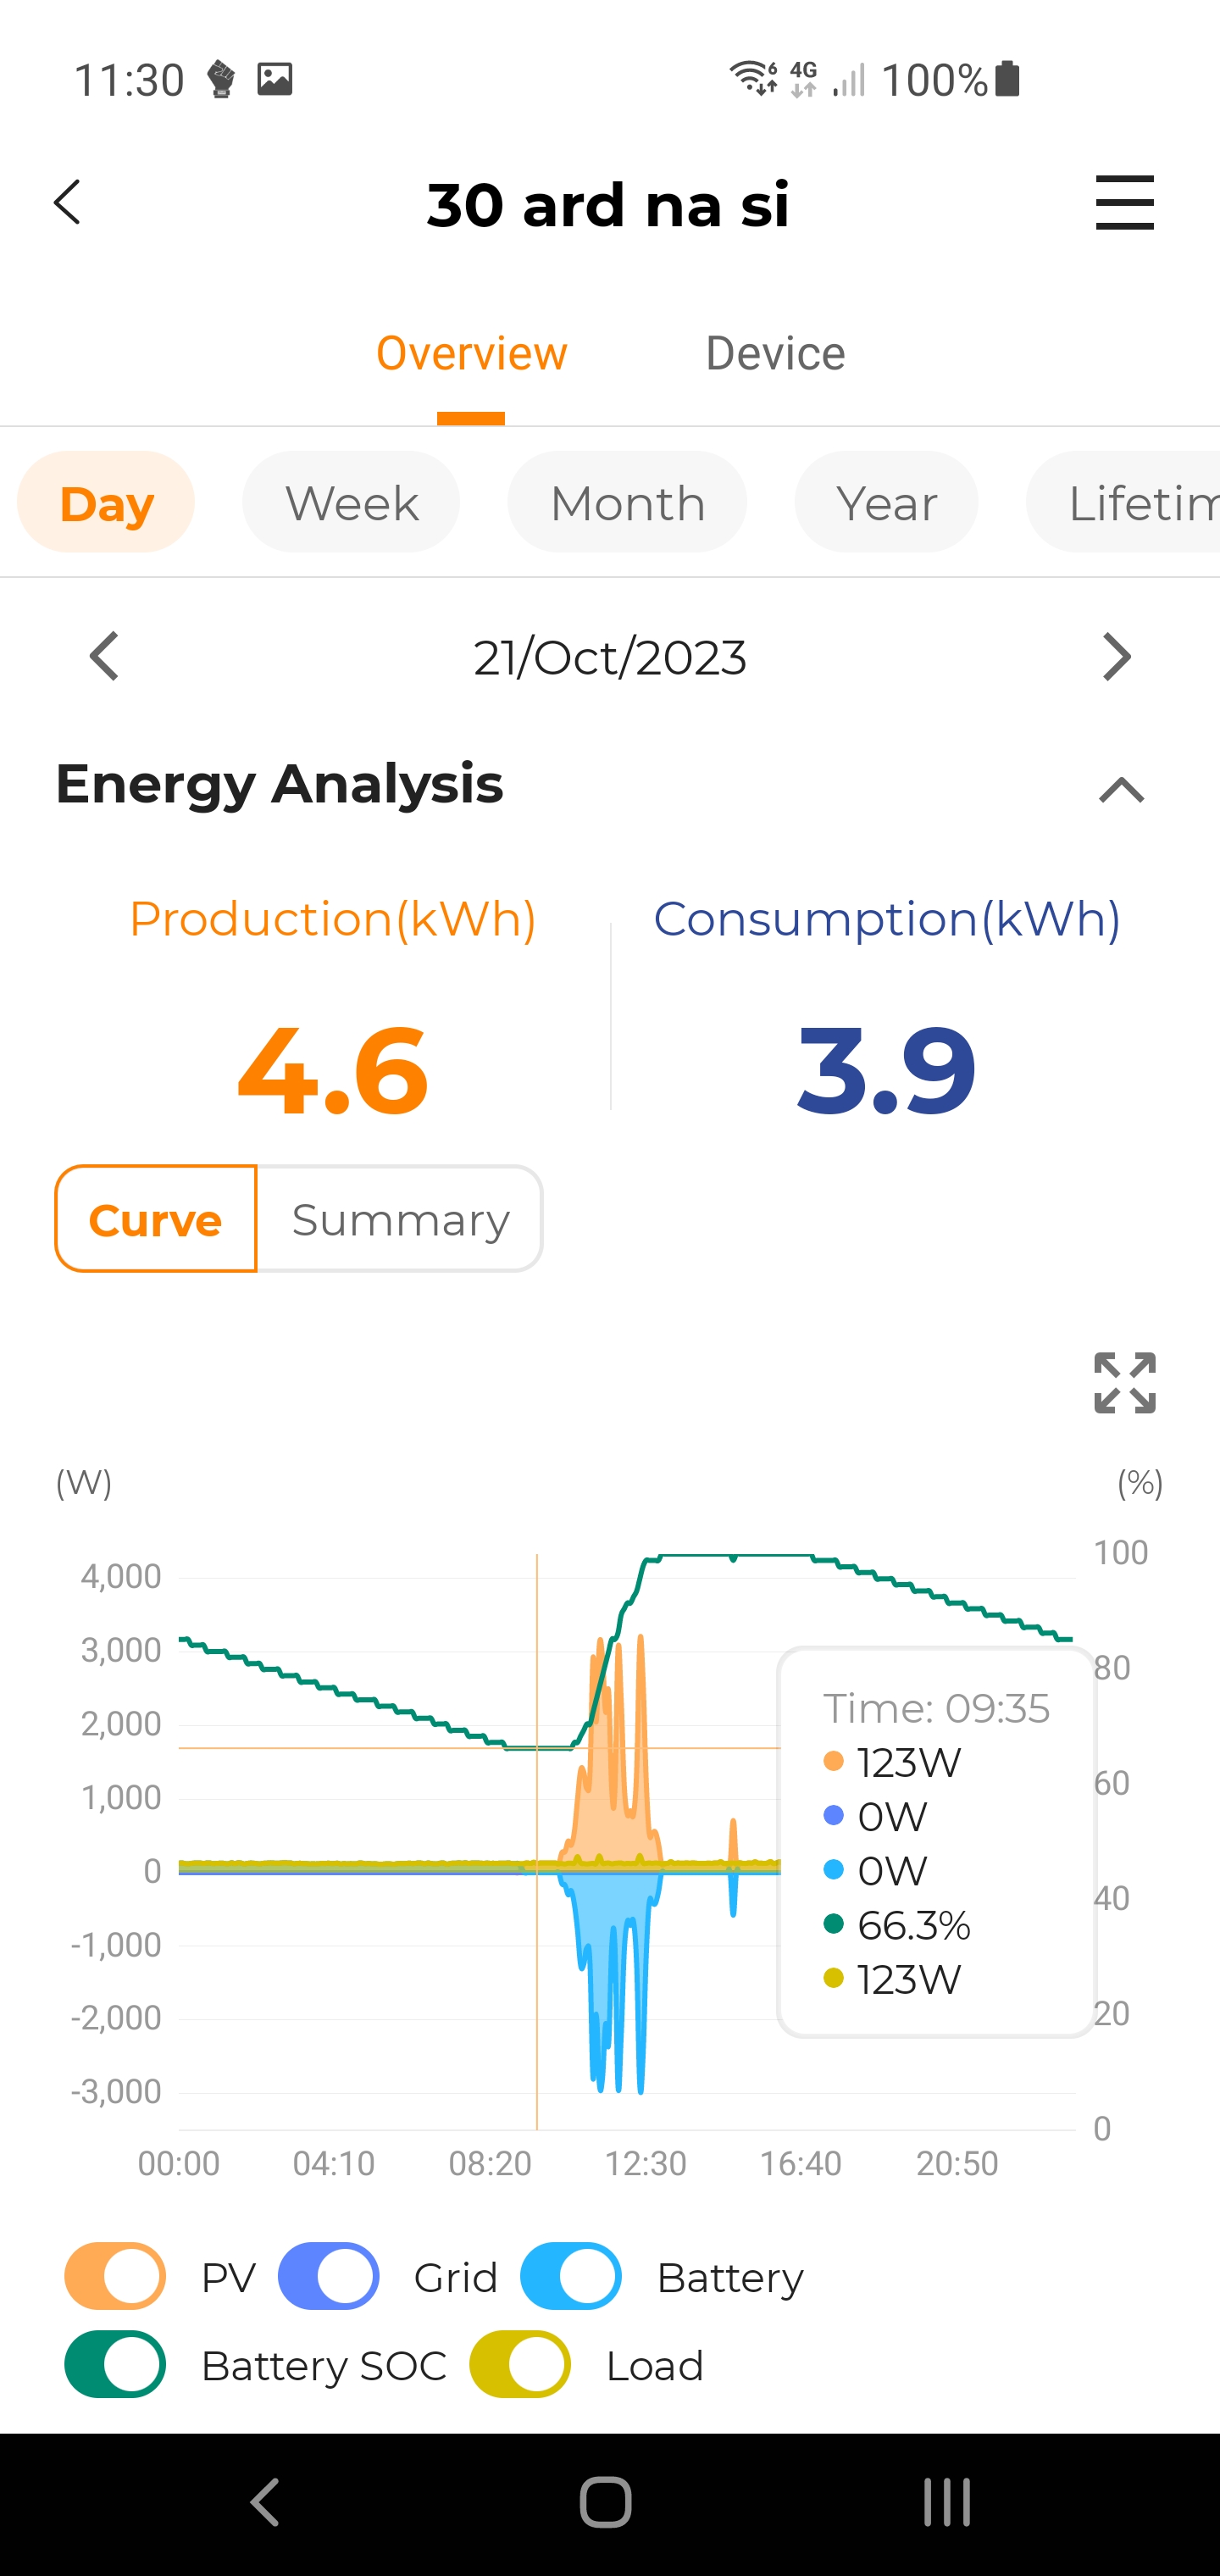 11:30 6 4G 100%
30 ard na si
Overview Device
Day Week Month Year Lifetim
21/Oct/2023
Energy Analysis
Production(kWh) Consumption(kWh)
4.6 3.9
Curve Summary
(W) (%)
100
4,000
3,000
80
2,000
60
1,000
0
40
-1,000
20
-2,000
-3,000
0
Time: 09:35
123W
0W
0W
66.3%
123W
00:00 04:10 08:20 12:30 16:40 20:50
PV Grid Battery
Battery SOC Load